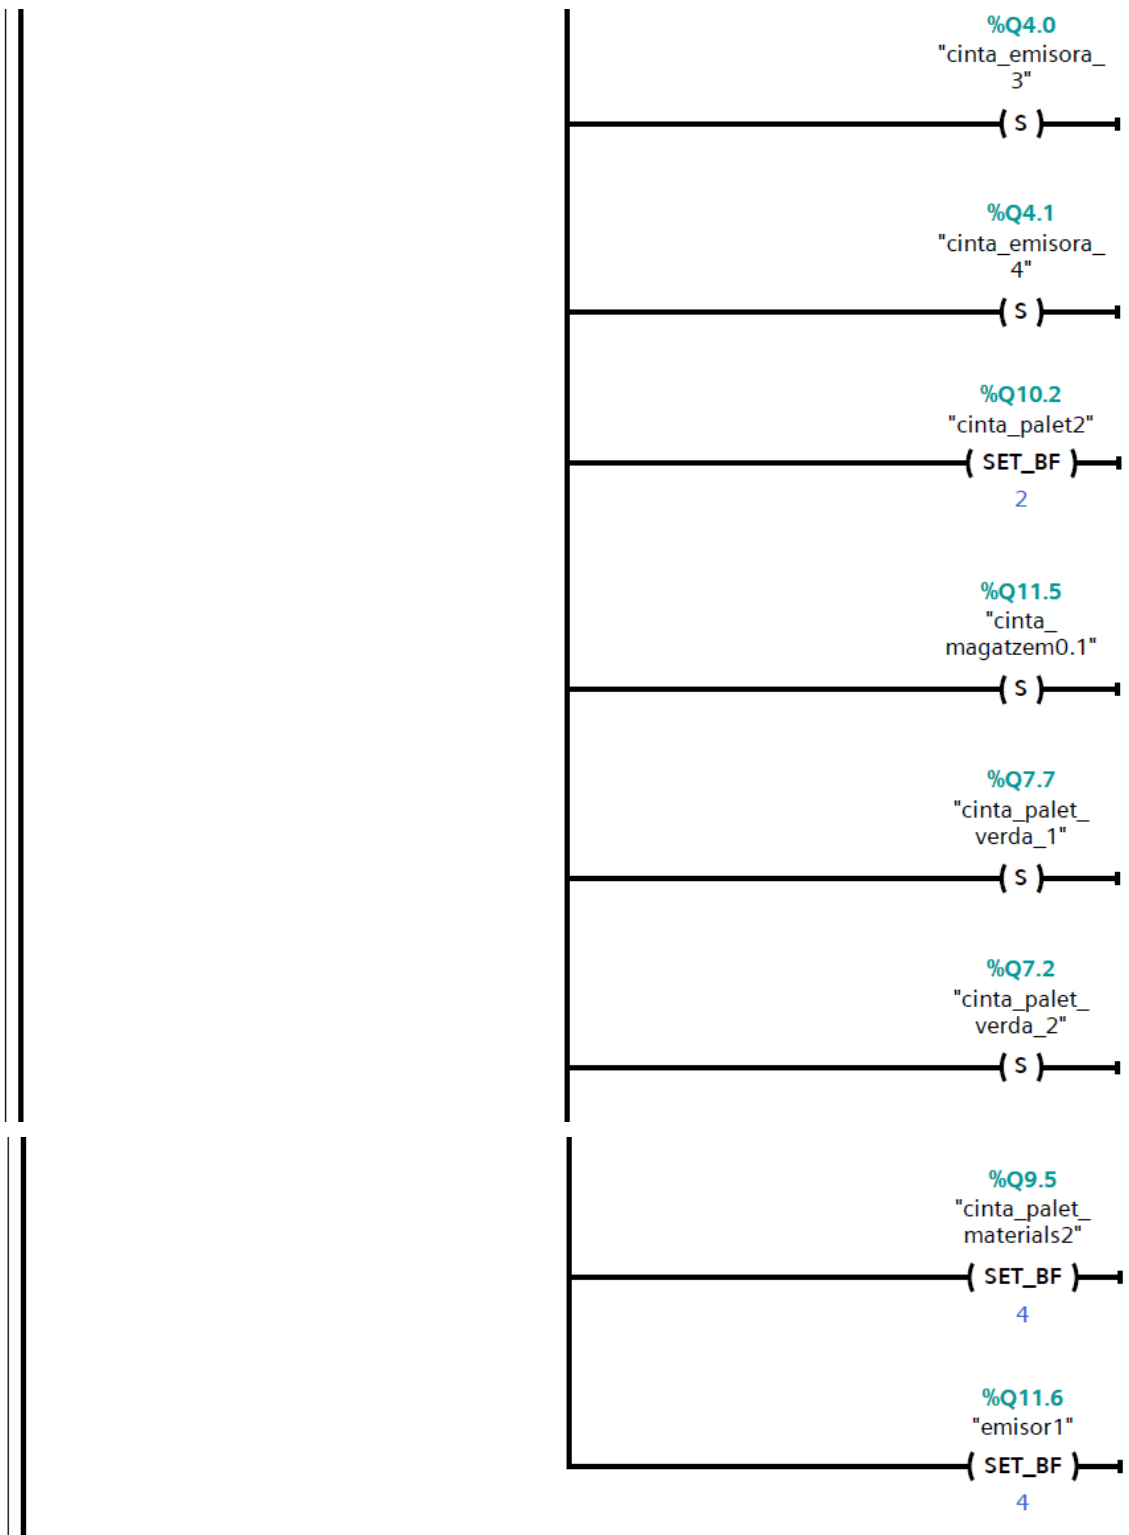 %Q4.0
"cinta_emisora_
3"
( S )
%Q4.1
"cinta_emisora_
4"
( S )
%Q10.2
"cinta_palet2"
( SET_BF )
2
%Q11.5
"cinta_
magatzem0.1"
( S )
%Q7.7
"cinta_palet_
verda_1"
( S )
%Q7.2
"cinta_palet_
verda_2"
( S )
%Q9.5
"cinta_palet_
materials2"
( SET_BF )
4
%Q11.6
"emisor1"
( SET_BF )
4